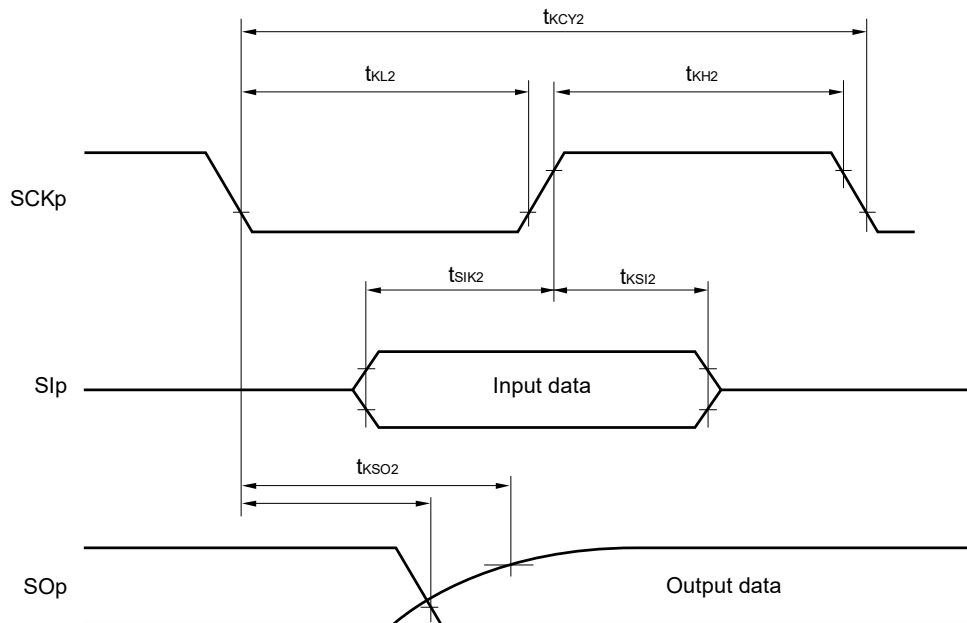 tKCY2
tKL2
tKH2
SCKp
tSIK2
tKSI2
SIp
Input data
tKSO2
SOp
Output data